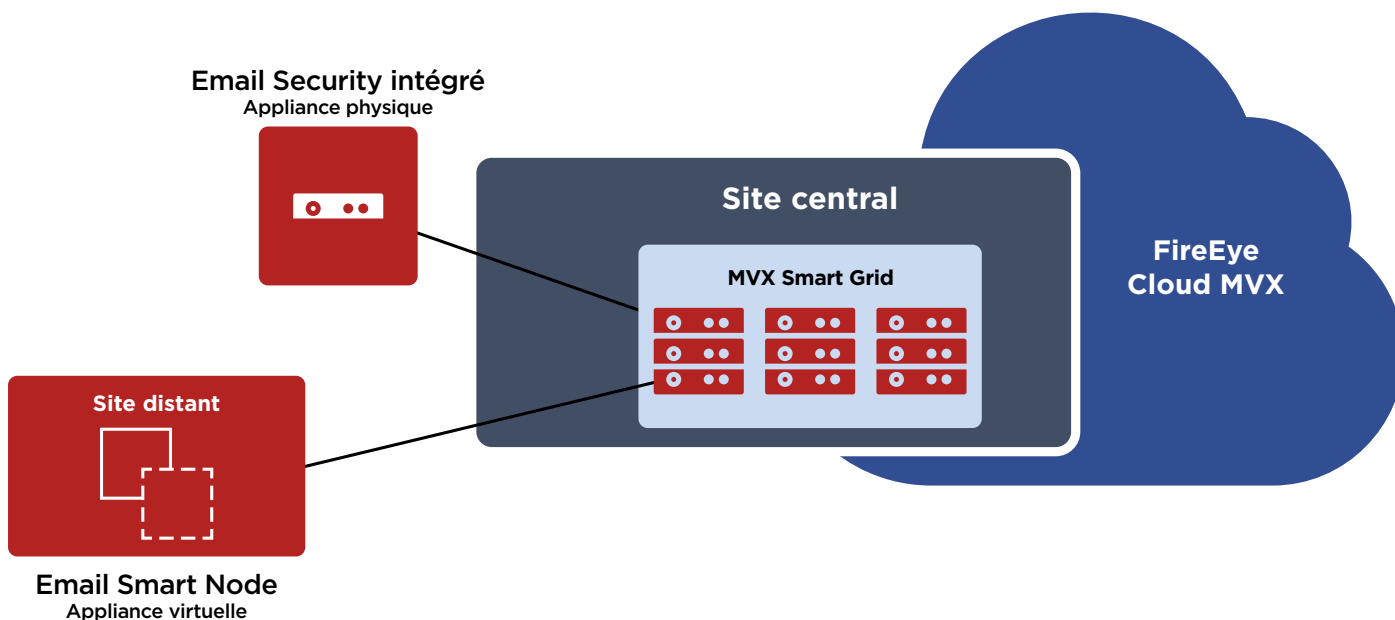 Email Security intégré
Appliance physique
Site central
MVX Smart Grid
FireEye
Cloud MVX
Site distant
Email Smart Node
Appliance virtuelle